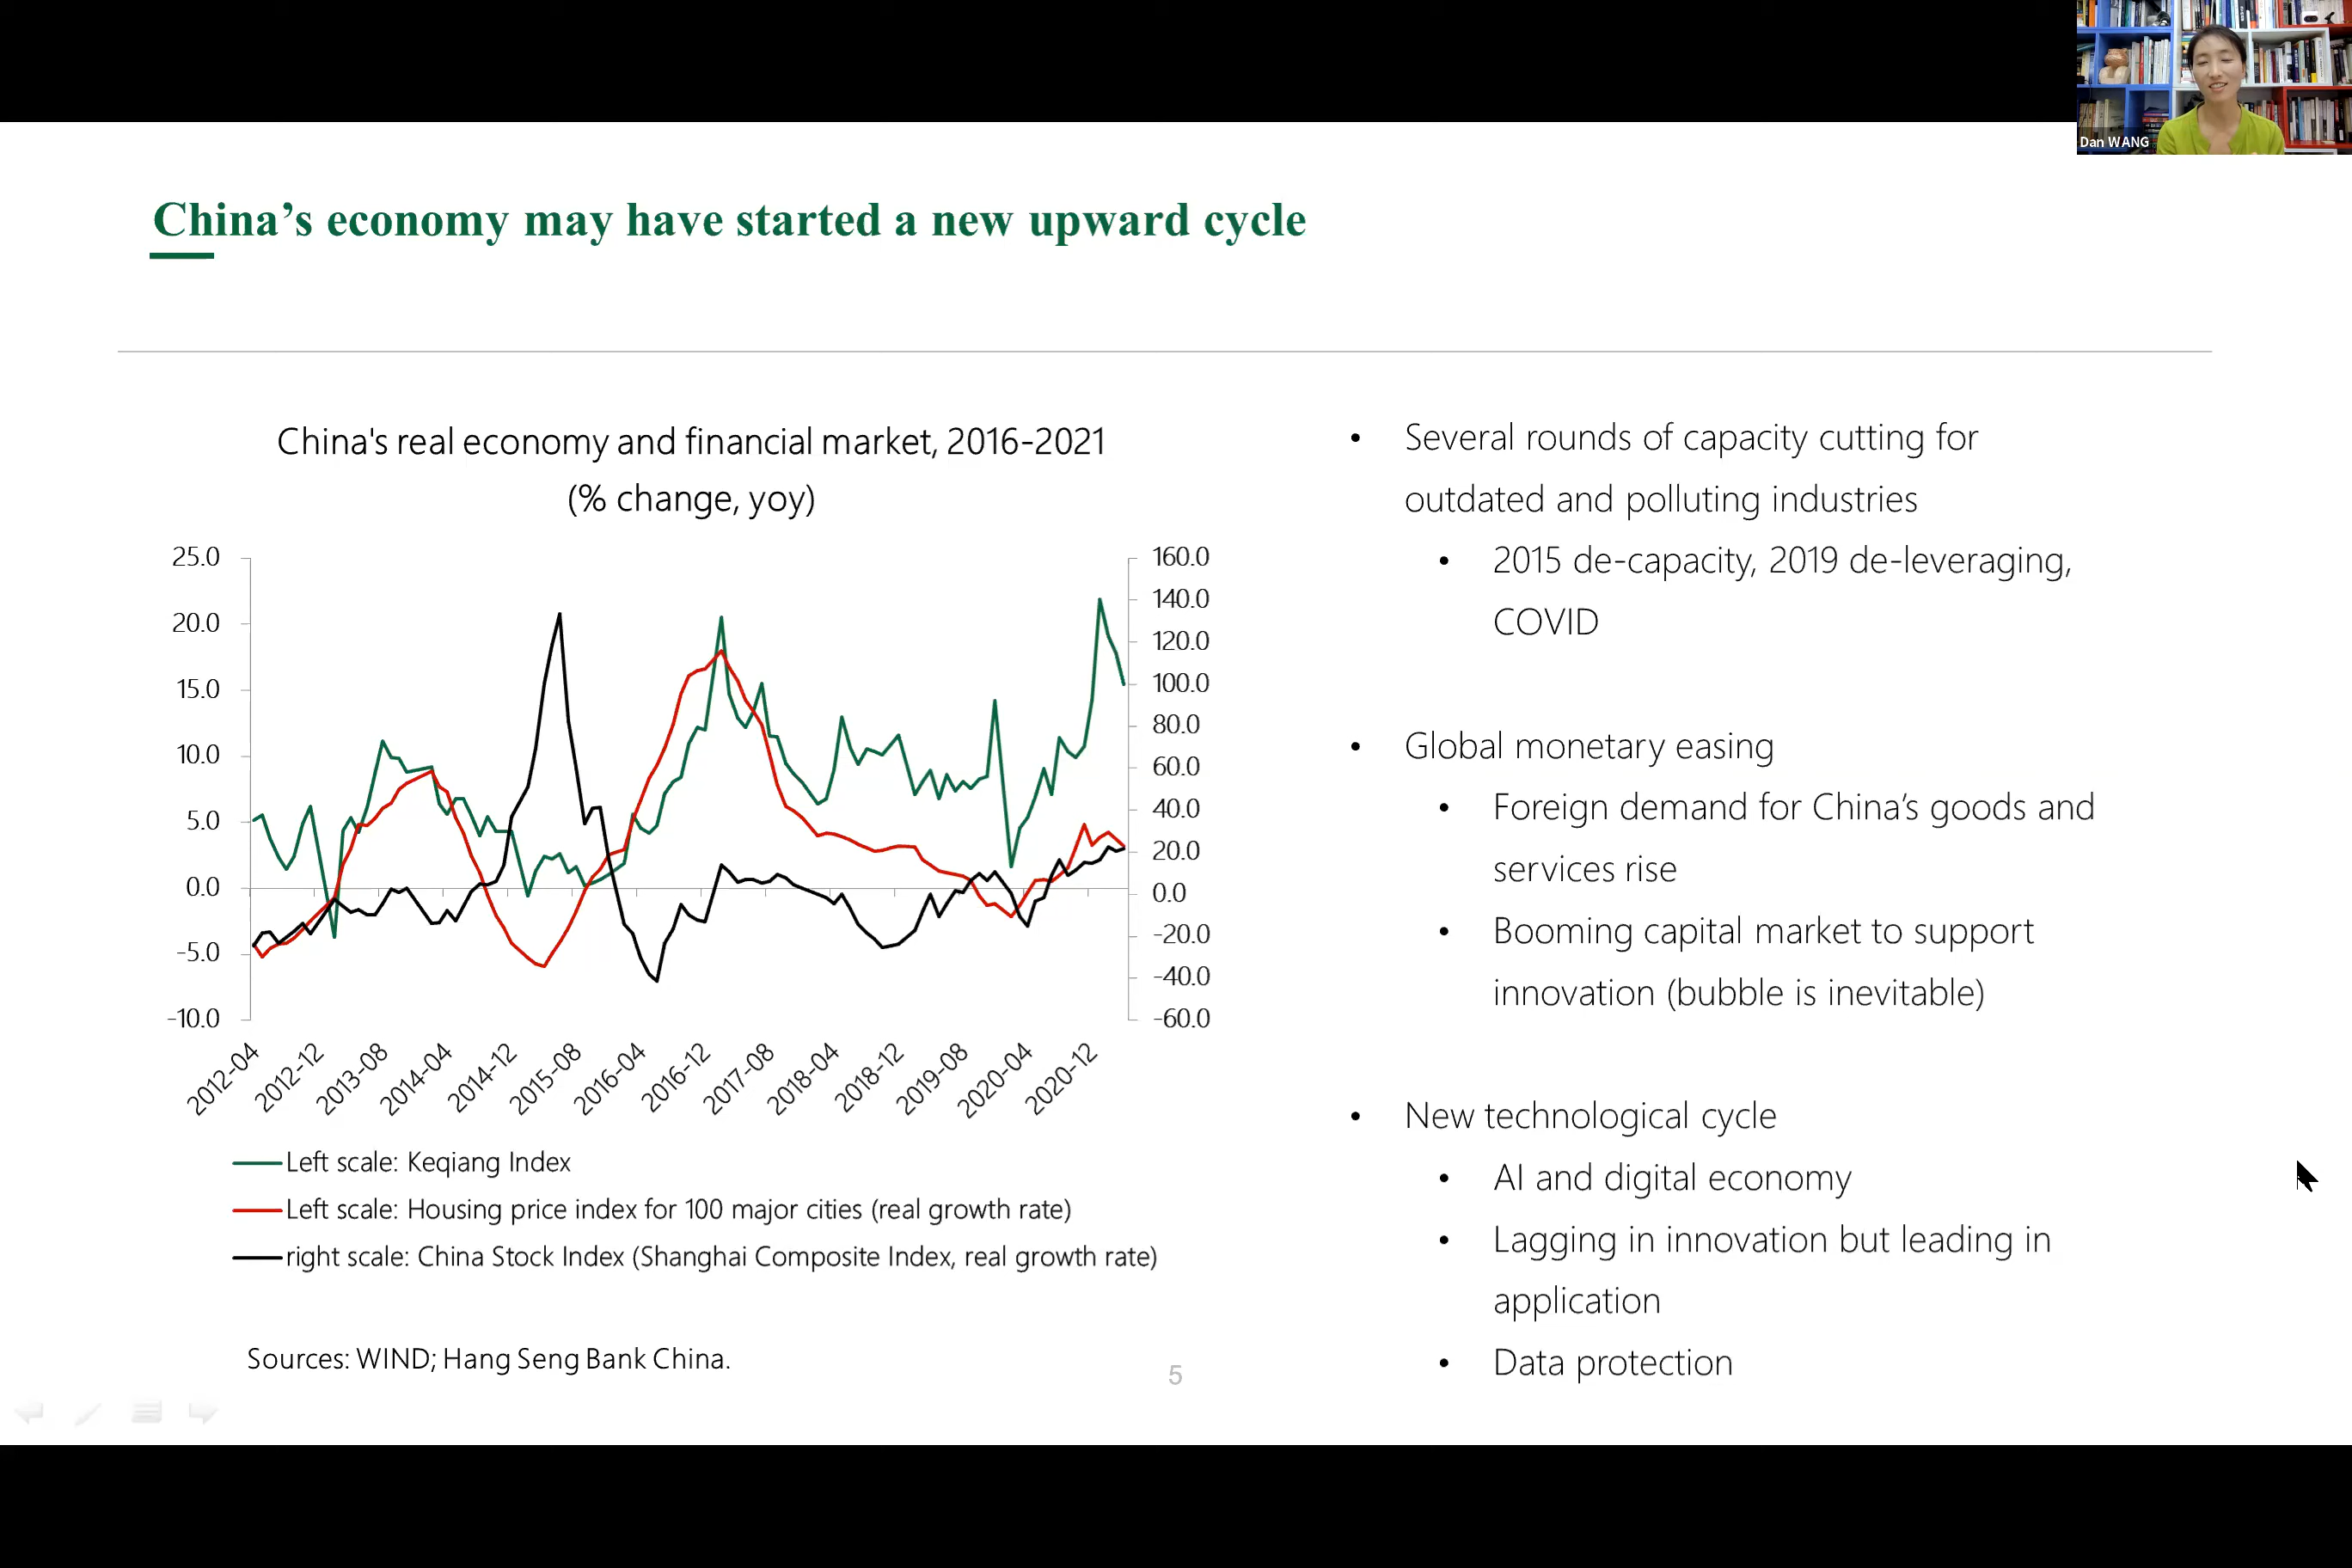 Dan WANG
China’s economy may have started a new upward cycle
China's real economy and financial market, 2016-2021
(% change, yoy)
25.0
20.0
15.0
10.0
5.0
0.0
-5.0
-10.0
160.0
140.0
120.0
100.0
80.0
60.0
40.0
20.0
0.0
-20.0
-40.0
-60.0
2012-04
2012-12
2013-08
2014-04
2014-12
2015-08
2016-04
2016-12
2017-08
2018-04
2018-12
2019-08
2020-04
2020-12
Left scale: Keqiang Index
Left scale: Housing price index for 100 major cities (real growth rate)
right scale: China Stock Index (Shanghai Composite Index, real growth rate)
Sources: WIND; Hang Seng Bank China.
• Several rounds of capacity cutting for
outdated and polluting industries
• 2015 de-capacity, 2019 de-leveraging,
COVID
• Global monetary easing
• Foreign demand for China’s goods and
services rise
• Booming capital market to support
innovation (bubble is inevitable)
• New technological cycle
• AI and digital economy
• Lagging in innovation but leading in
application
• Data protection
5